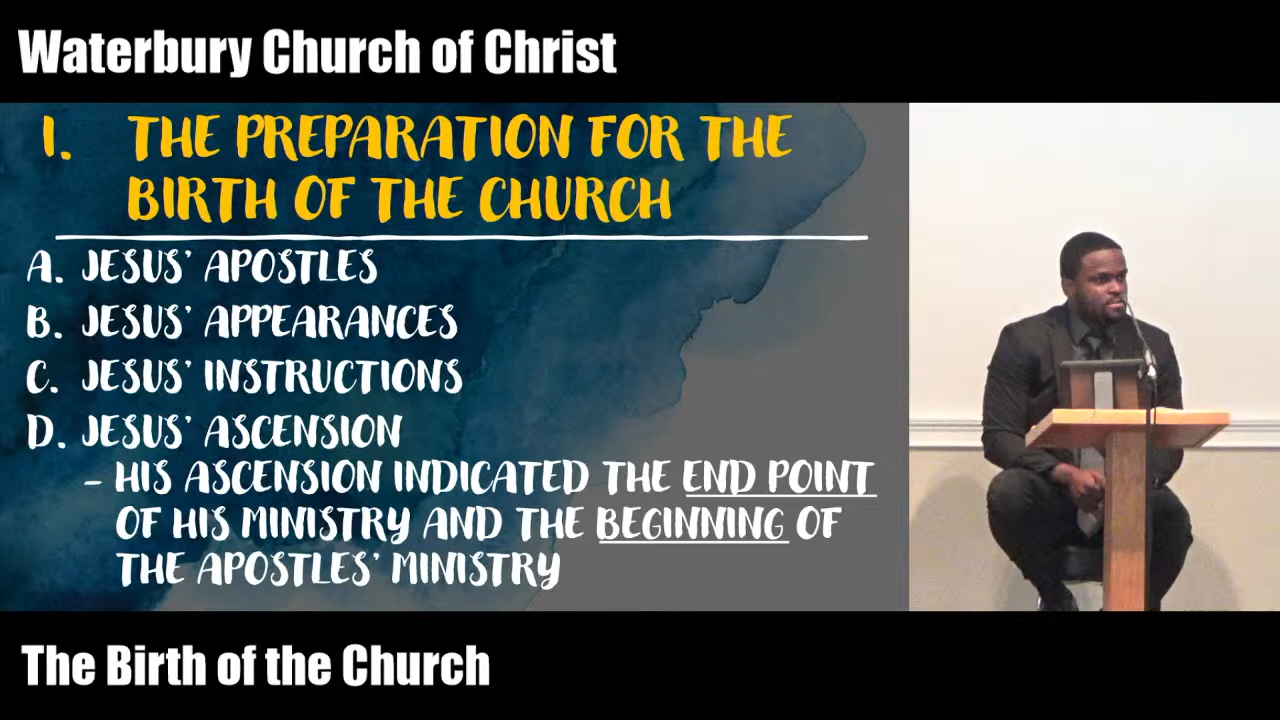 Waterbury Church of Christ
I. THE PREPARATION FOR THE
BIRTH OF THE CHURCH
A. JESUS' APOSTLES
B. JESUS' APPEARANCES
C. JESUS' INSTRUCTIONS
D. JESUS' ASCENSION
- HIS ASCENSION INDICATED THE END POINT
OF HIS MINISTRY AND THE BEGINNING OF
THE APOSTLES' MINISTRY
The Birth of the Church